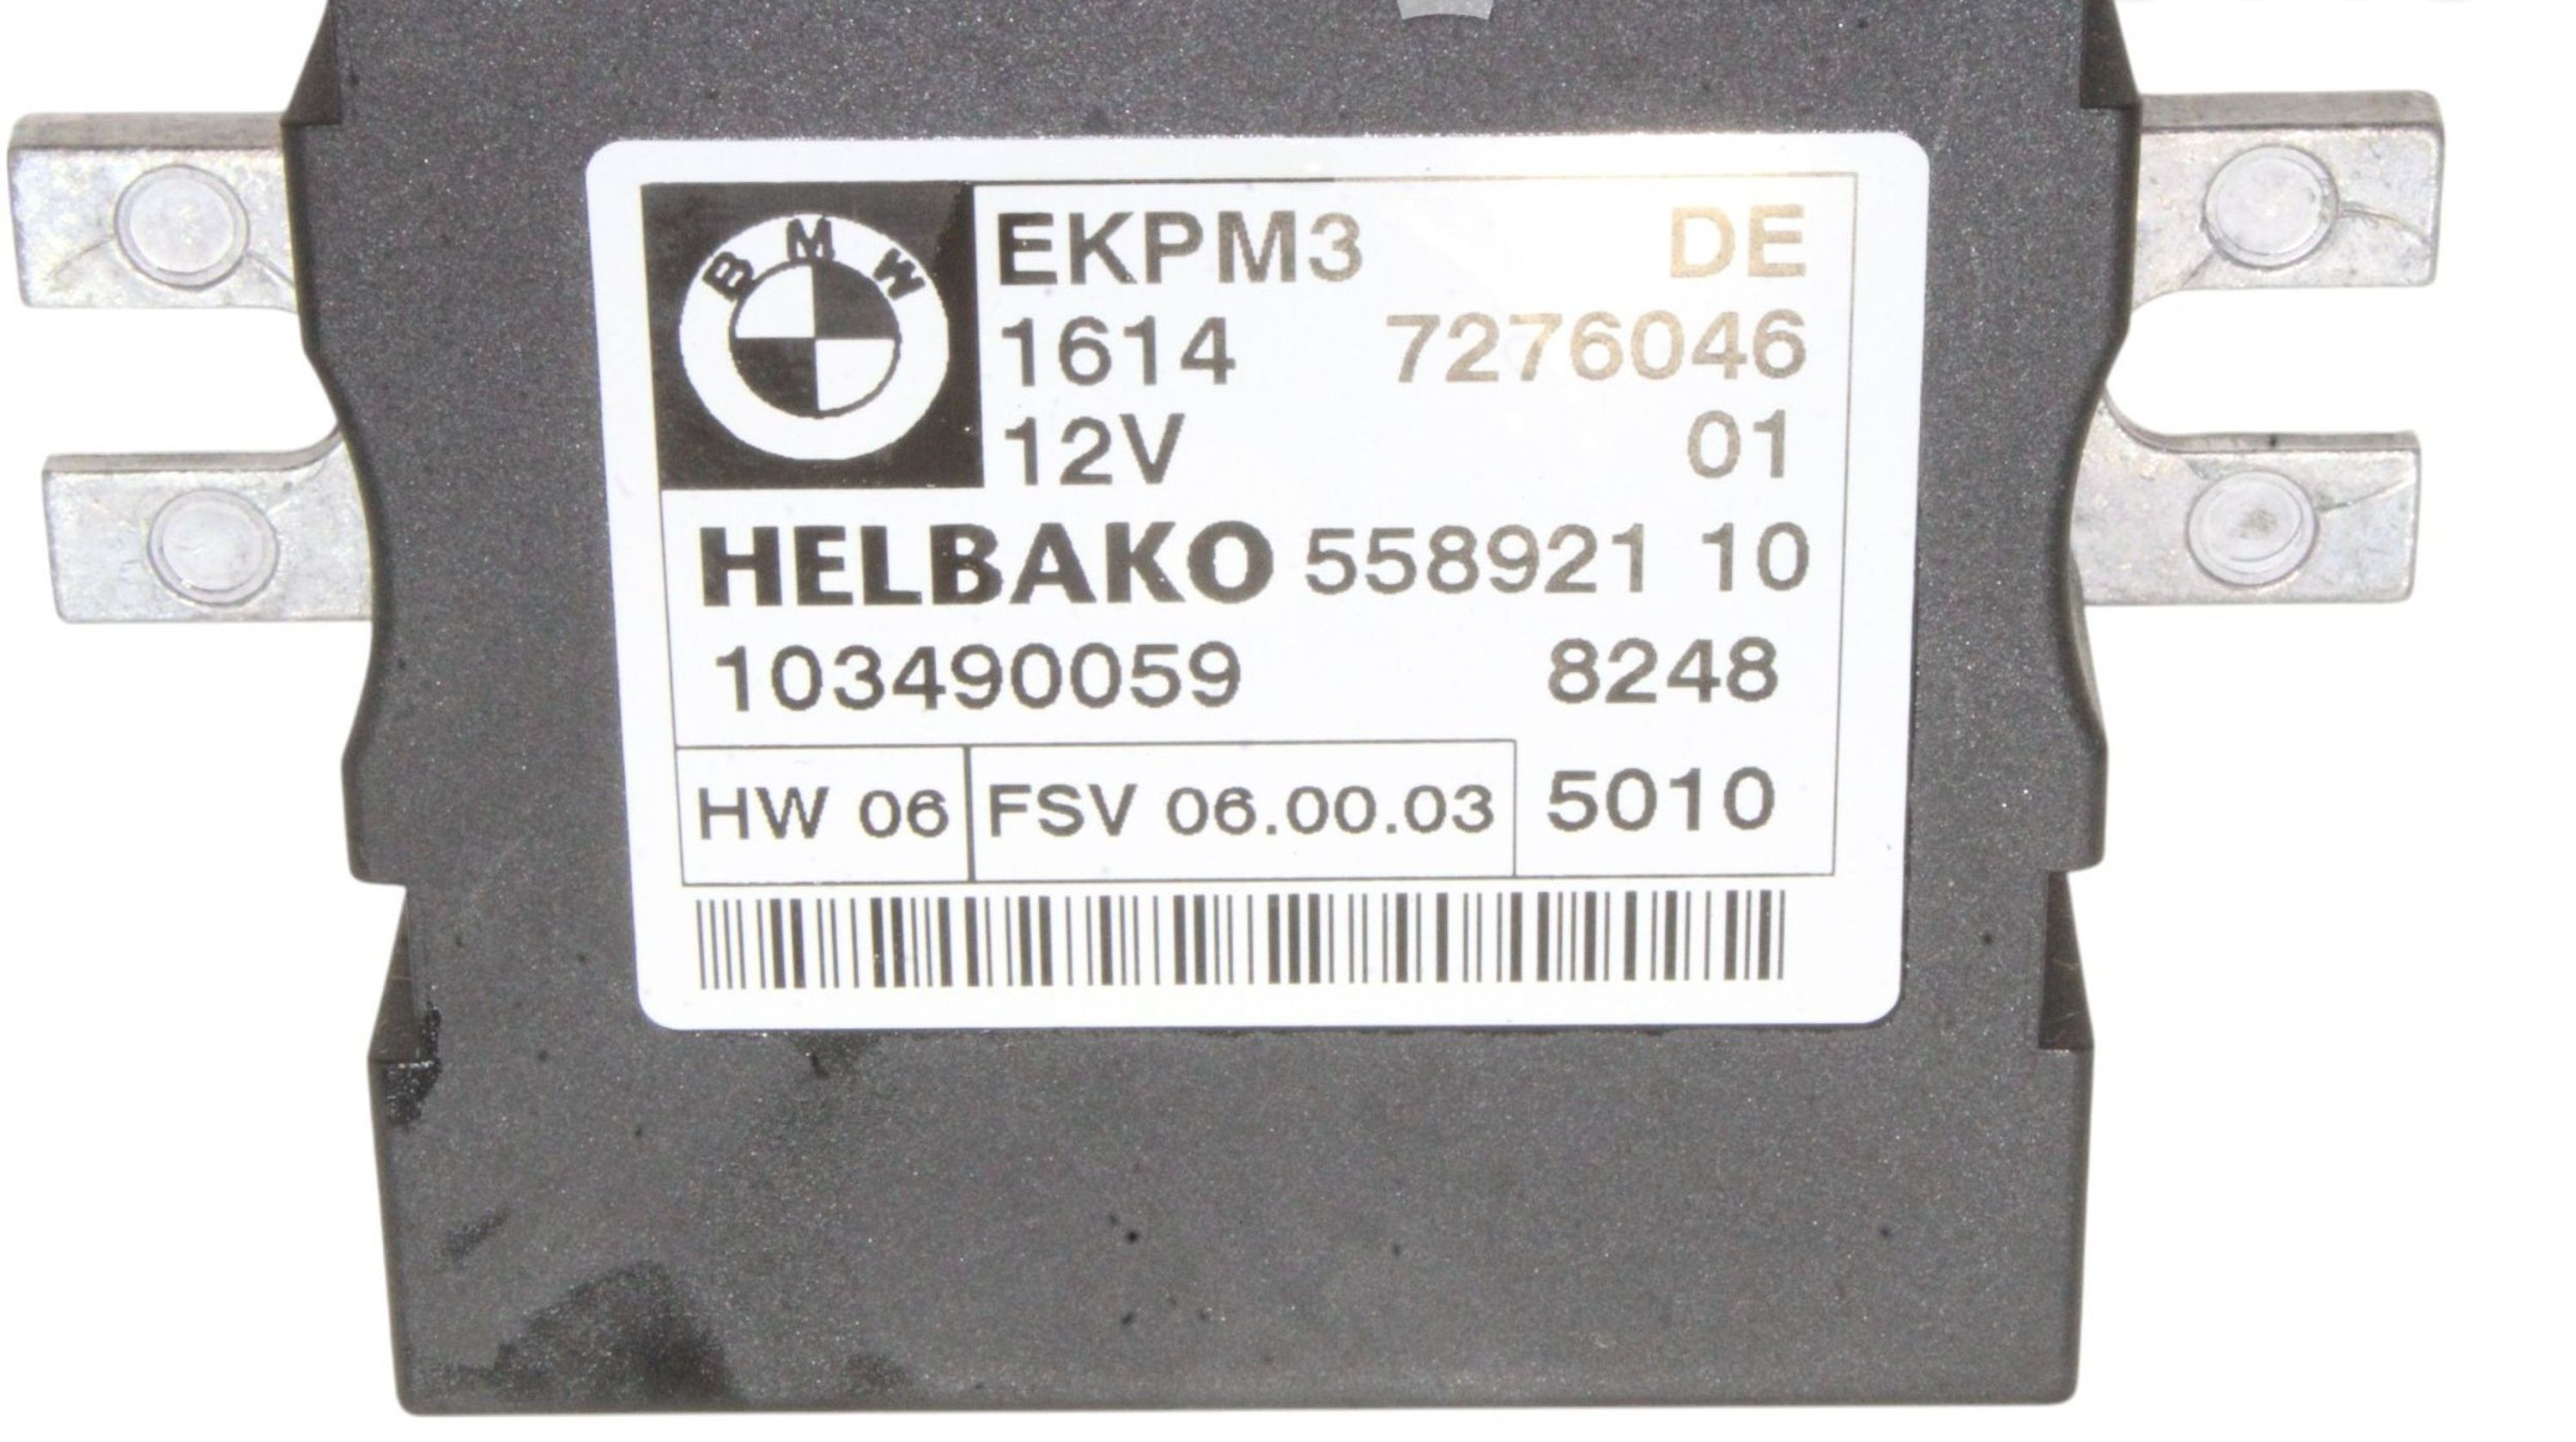 BMW
EKPM3 DE
1614 7276046
12V 01
HELBAKO 558921 10
103490059 8248
HW 06 FSV 06.00.03 5010